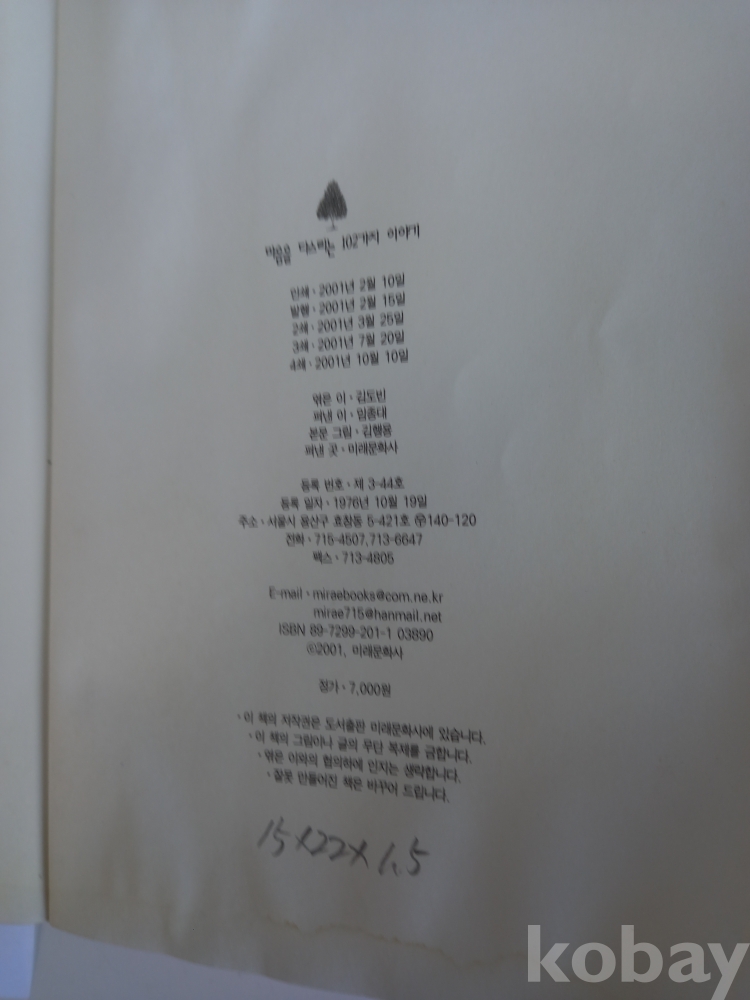 마음을 다스리는 102가지 이야기
인쇄·2001년 2월 10일
발행·2001년 2월 15일
2쇄·2001년 3월 25일
3쇄·2001년 7월 20일
4쇄·2001년 10월 10일
엮은 이·김도빈
펴낸 이·임종대
본문 그림·김행용
펴낸 곳·미래문화사
등록 번호·제 3-44호
등록 일자·1976년 10월 19일
주소·서울시 용산구 효창동 5-421호 ㉾140-120
전화·715-4507,713-6647
팩스·713-4805
E-mail·miraebooks@com.ne.kr
mirae715@hanmail.net
ISBN 89-7299-201-1 03890
©2001, 미래문화사
정가·7,000원
·이 책의 저작권은 도서출판 미래문화사에 있습니다.
·이 책의 그림이나 글의 무단 복제를 금합니다.
·엮은 이와의 협의하에 인지는 생략합니다.
·잘못 만들어진 책은 바꾸어 드립니다.
15×22×1.5
kobay